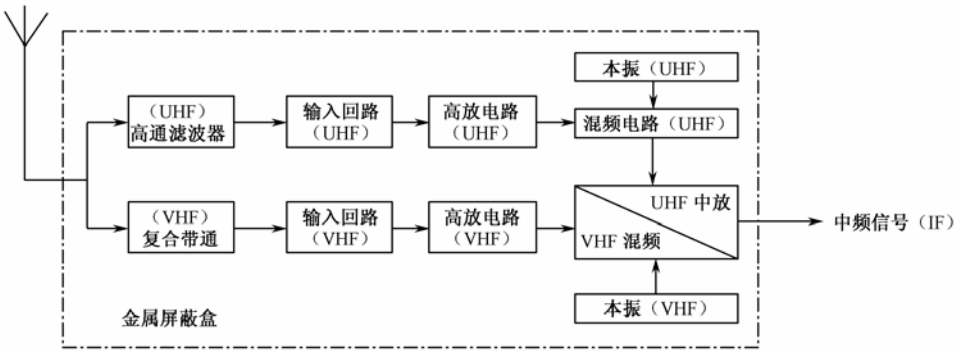 本振（UHF）
（UHF）
高通滤波器
输入回路
（UHF）
高放电路
（UHF）
混频电路（UHF）
（VHF）
复合带通
输入回路
（VHF）
高放电路
（VHF）
UHF 中放
VHF 混频
中频信号（IF）
本振（VHF）
金属屏蔽盒